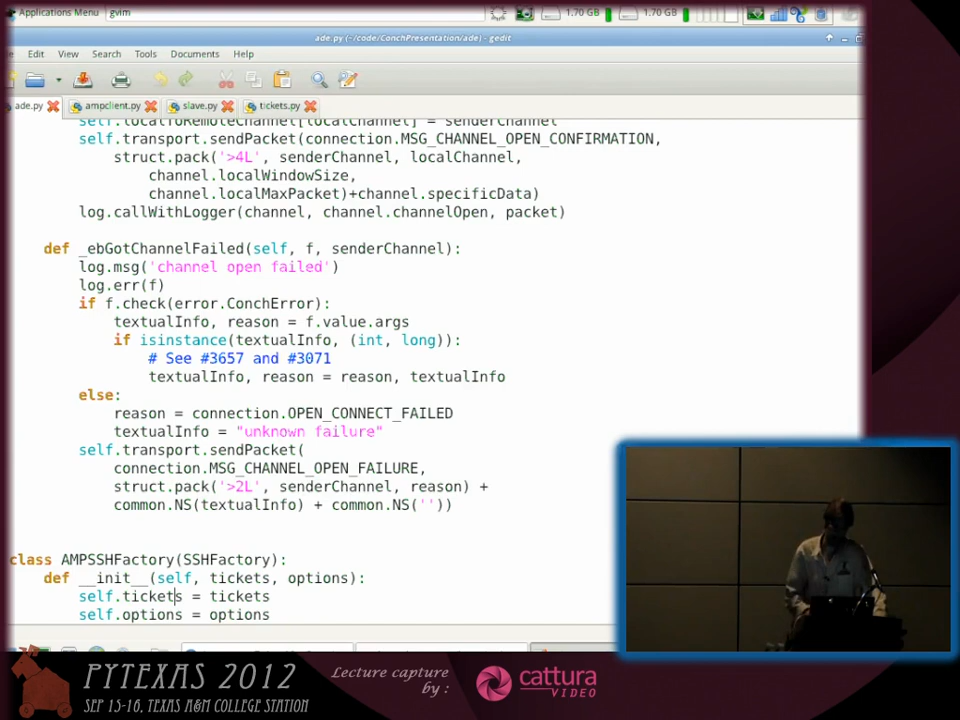 Applications Menu gvim
1.70 GB 1.70 GB
ade.py (~/code/ConchPresentation/ade) - gedit
Edit View Search Tools Documents Help
ade.py ampclient.py slave.py tickets.py
self.localToRemoteChannel[localChannel] = senderChannel
self.transport.sendPacket(connection.MSG_CHANNEL_OPEN_CONFIRMATION,
struct.pack('>4L', senderChannel, localChannel,
channel.localWindowSize,
channel.localMaxPacket)+channel.specificData)
log.callWithLogger(channel, channel.channelOpen, packet)
def _ebGotChannelFailed(self, f, senderChannel):
log.msg('channel open failed')
log.err(f)
if f.check(error.ConchError):
textualInfo, reason = f.value.args
if isinstance(textualInfo, (int, long)):
# See #3657 and #3071
textualInfo, reason = reason, textualInfo
else:
reason = connection.OPEN_CONNECT_FAILED
textualInfo = "unknown failure"
self.transport.sendPacket(
connection.MSG_CHANNEL_OPEN_FAILURE,
struct.pack('>2L', senderChannel, reason) +
common.NS(textualInfo) + common.NS(''))
class AMPSSHFactory(SSHFactory):
def __init__(self, tickets, options):
self.tickets = tickets
self.options = options
PYTEXAS 2012
SEP 15-16, TEXAS A&M COLLEGE STATION
Lecture capture
by :
cattura
VIDEO